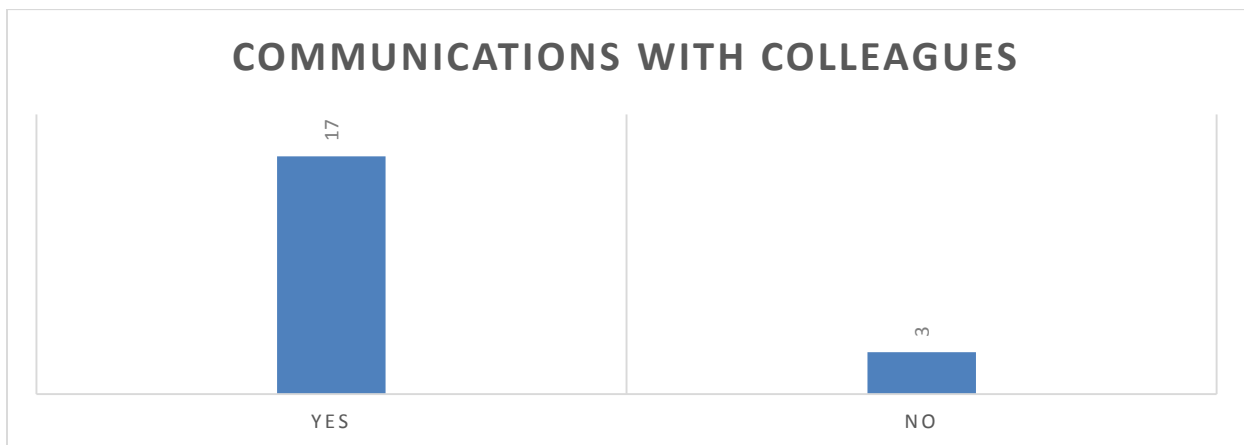 COMMUNICATIONS WITH COLLEAGUES
17
3
YES
NO